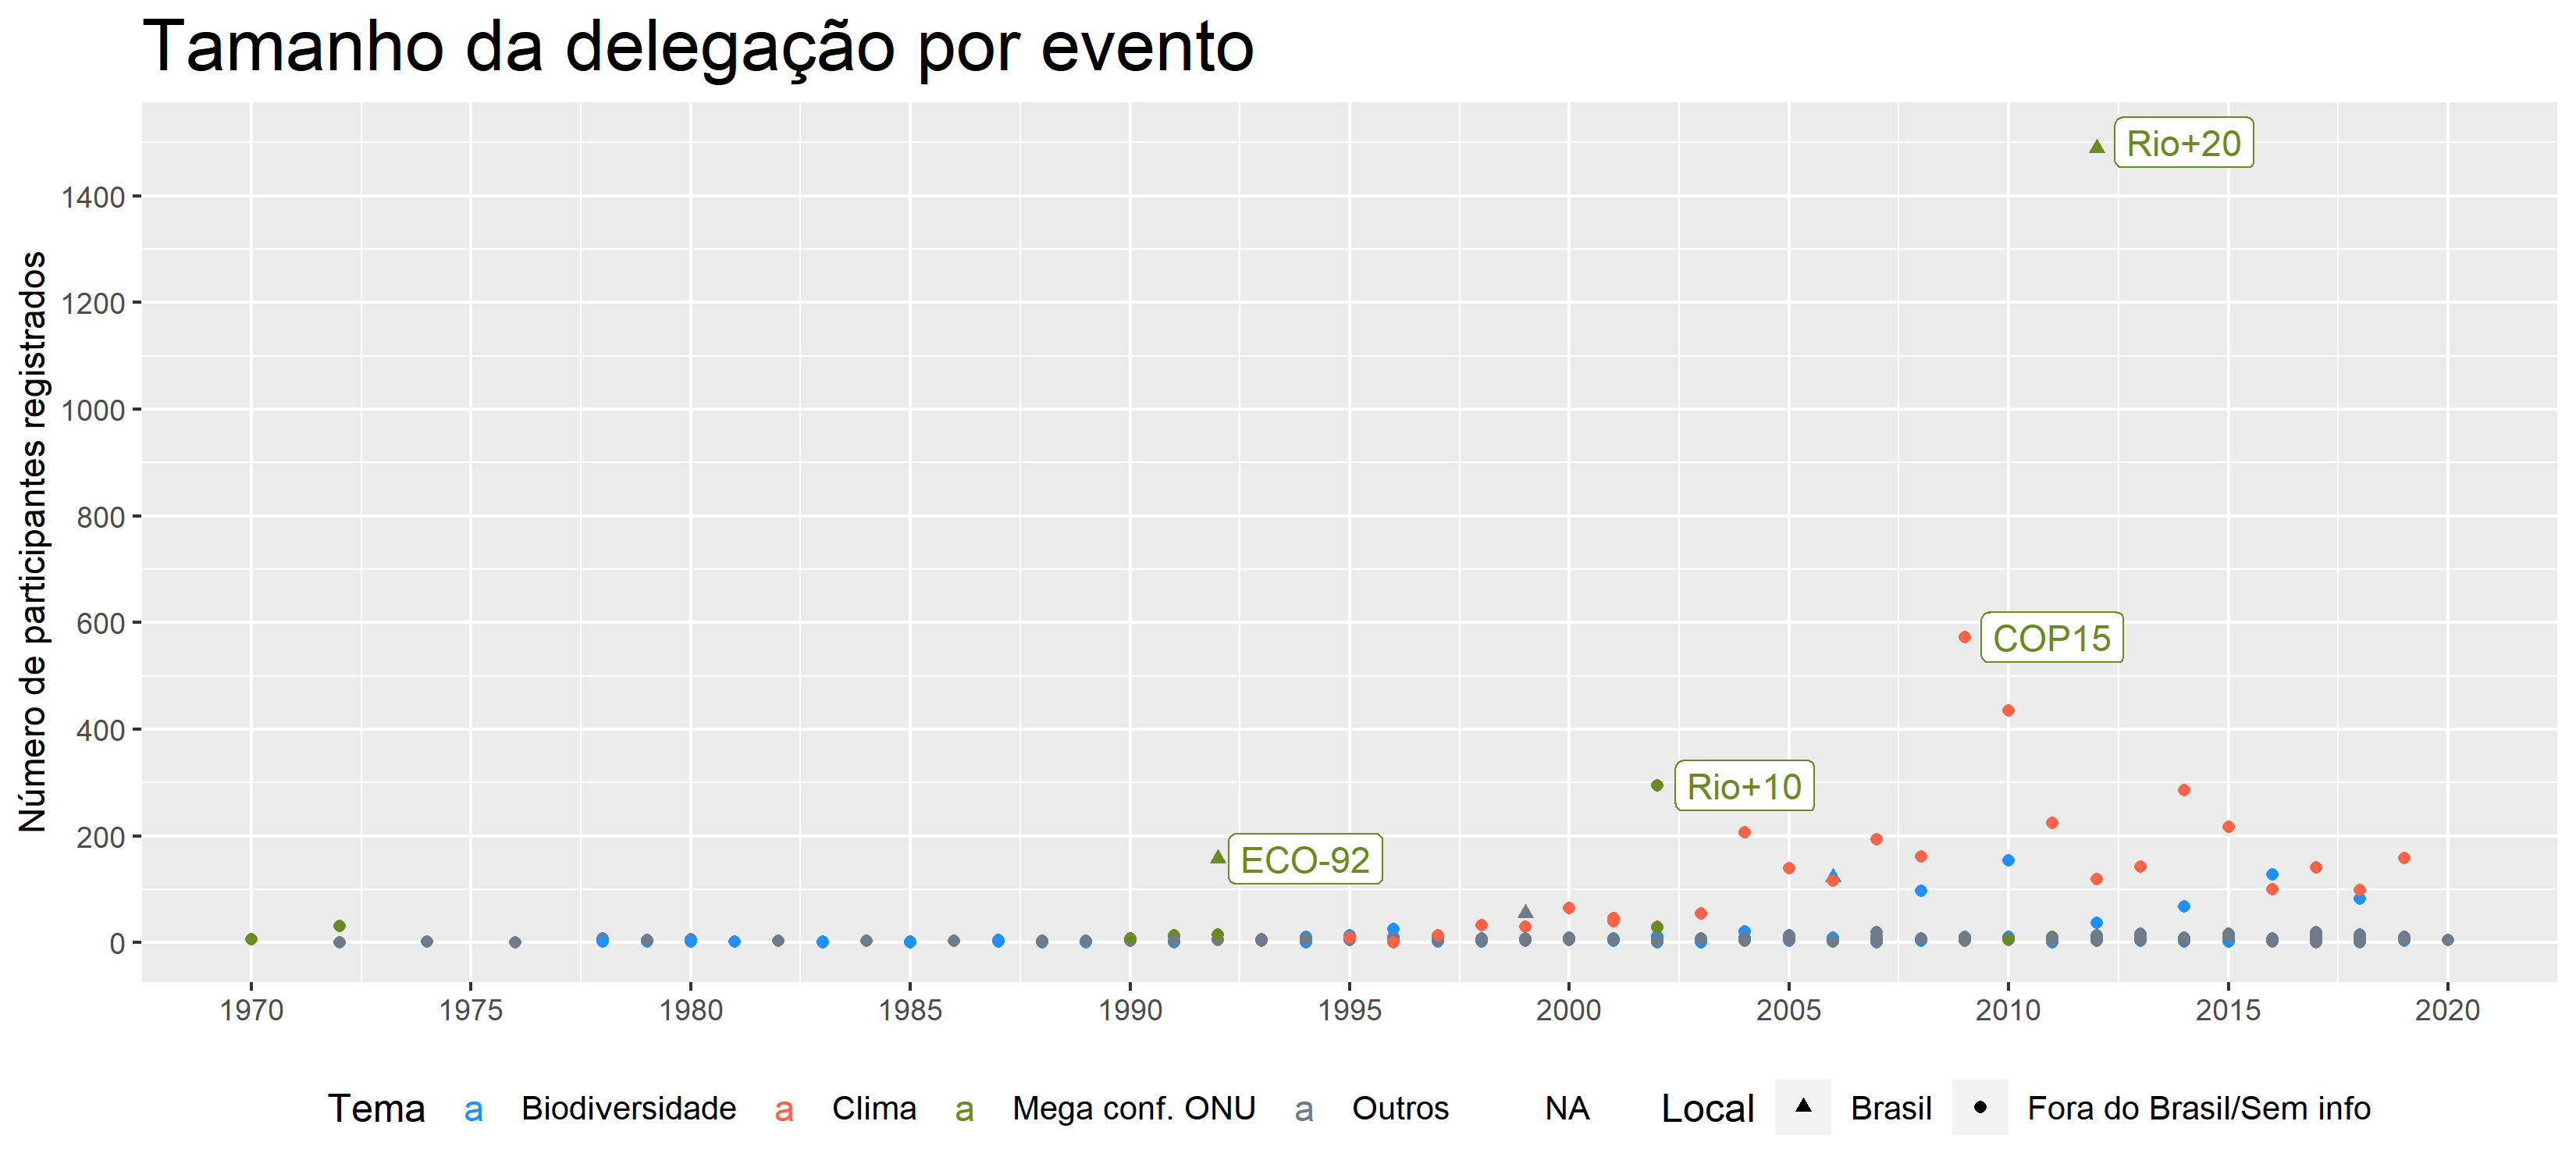 Tamanho da delegação por evento
Número de participantes registrados
1400
1200
1000
800
600
400
200
0
Rio+20
COP15
Rio+10
ECO-92
1970 1975 1980 1985 1990 1995 2000 2005 2010 2015 2020
Tema a Biodiversidade a Clima a Mega conf. ONU a Outros NA Local Brasil Fora do Brasil/Sem info